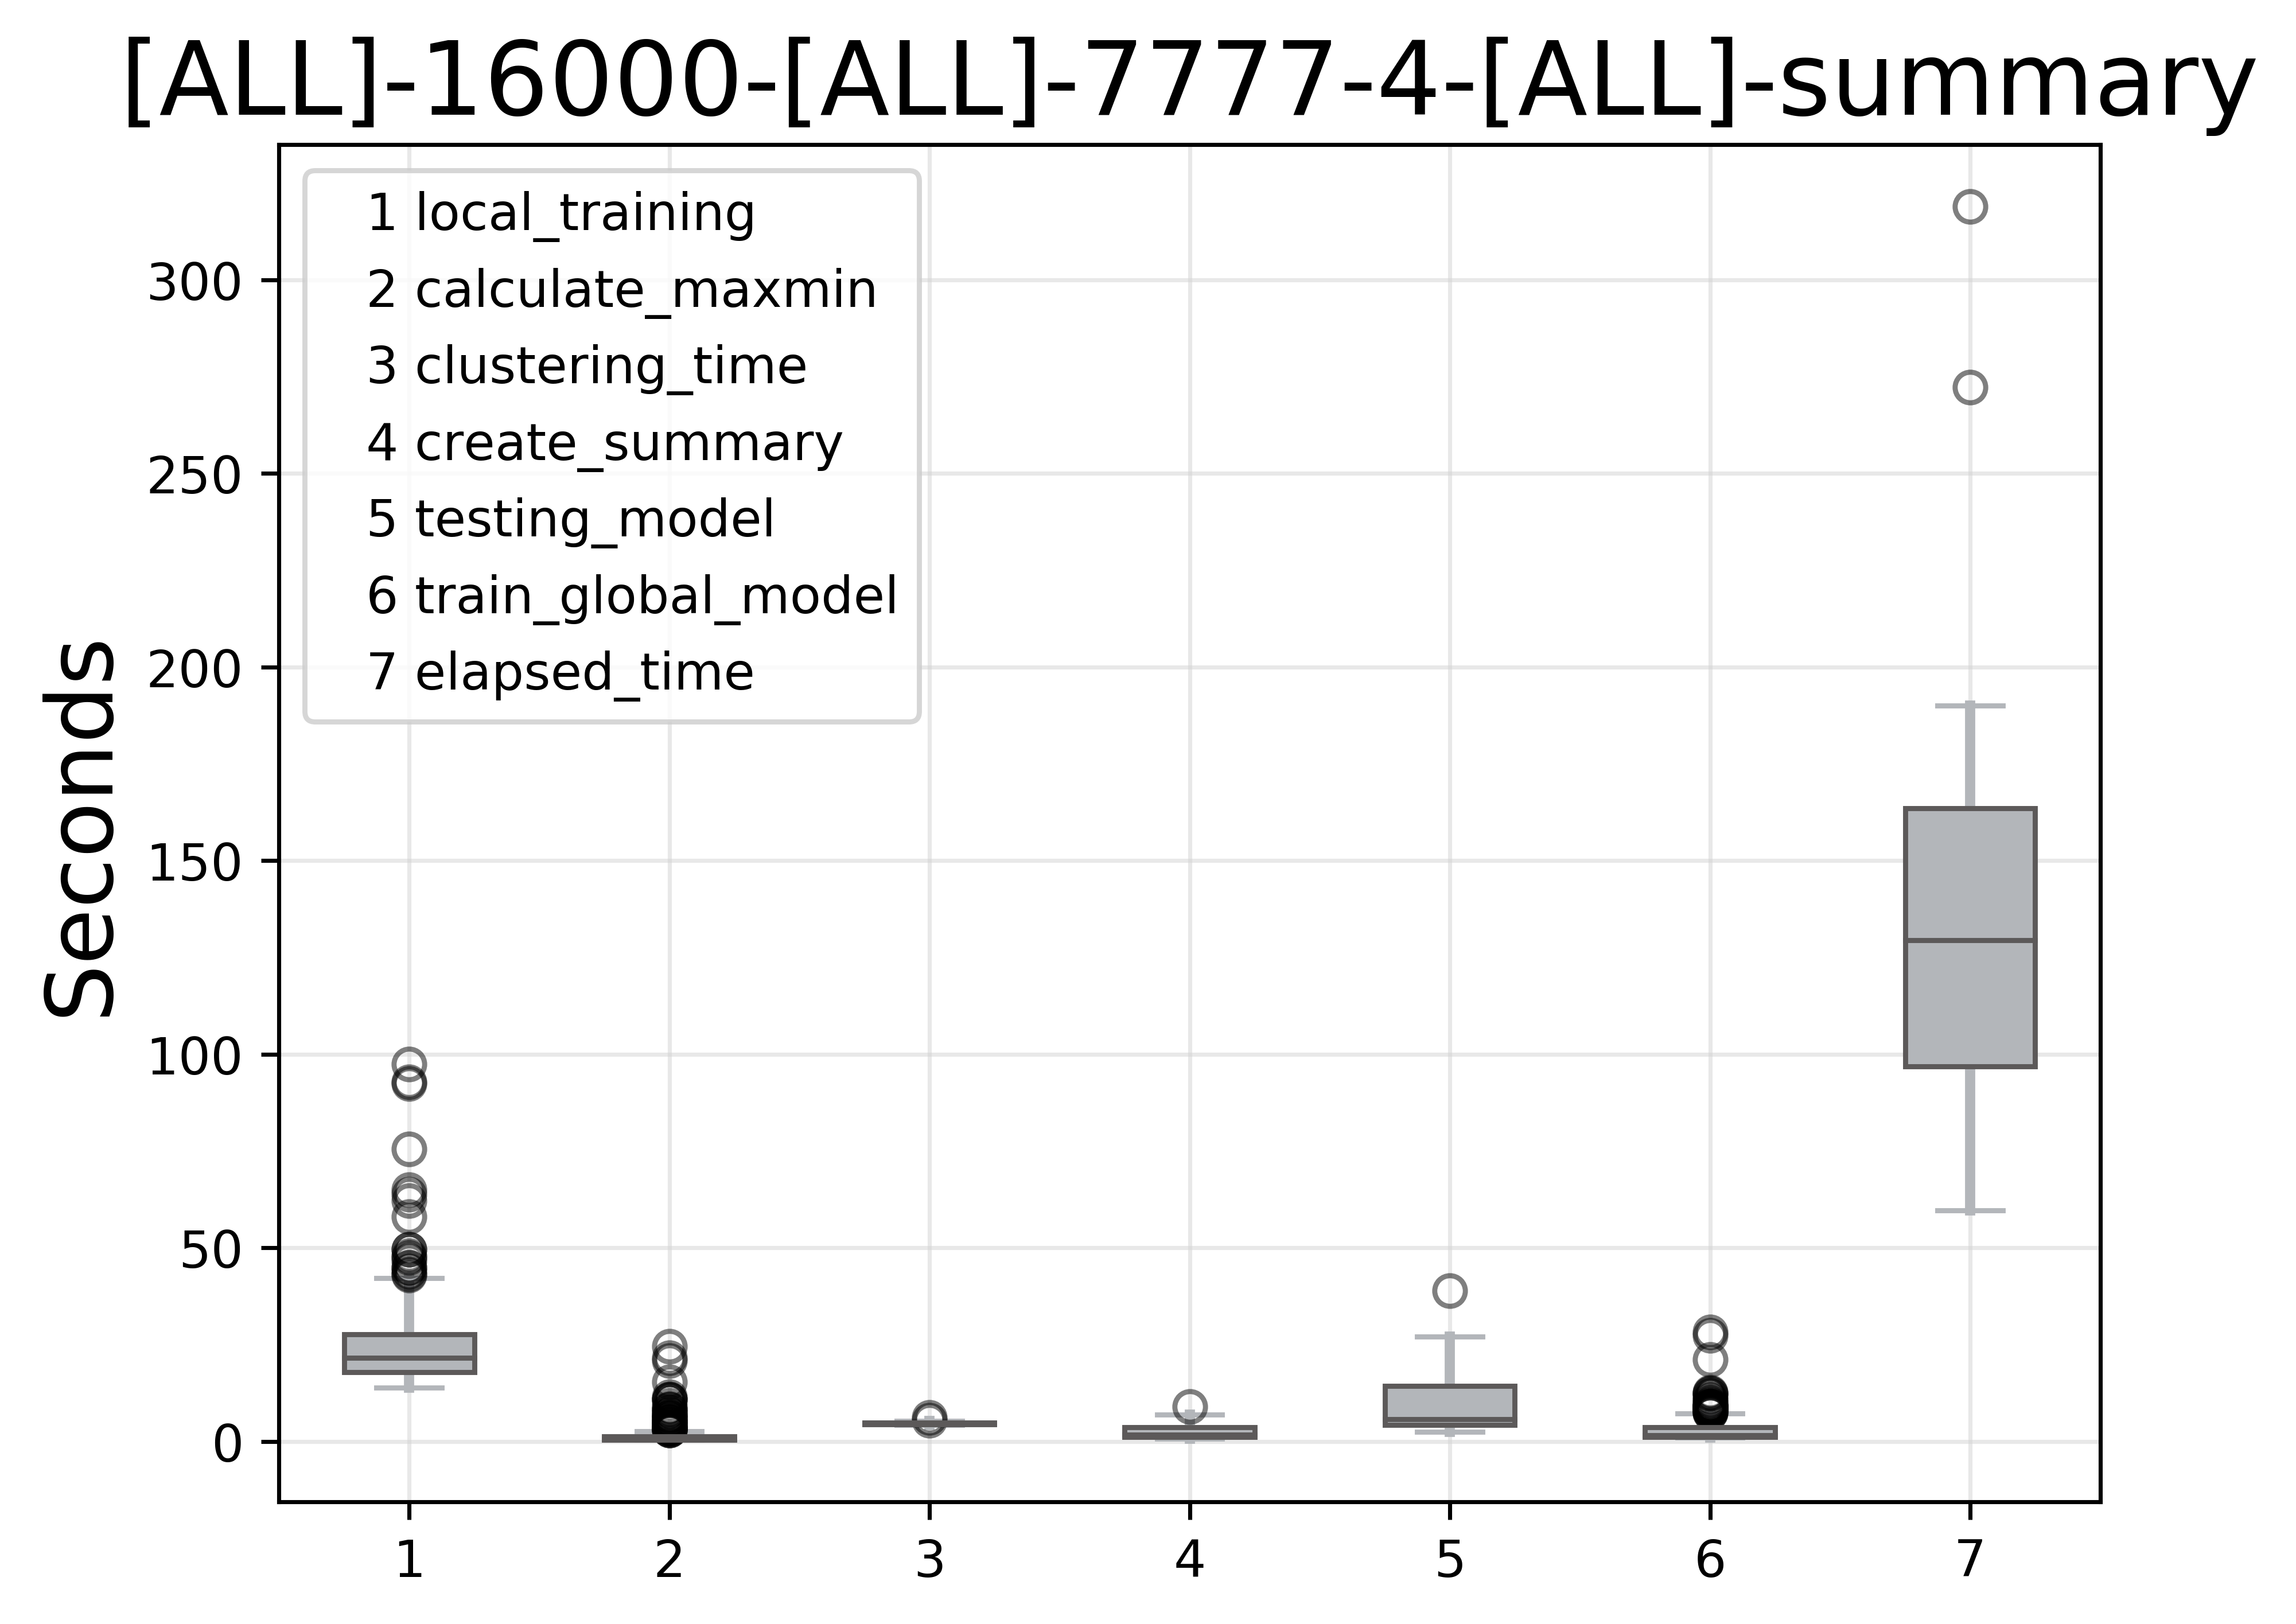 [ALL]-16000-[ALL]-7777-4-[ALL]-summary
1 local_training
2 calculate_maxmin
3 clustering_time
4 create_summary
5 testing_model
6 train_global_model
7 elapsed_time
Seconds
300
250
200
150
100
50
0
1 2 3 4 5 6 7